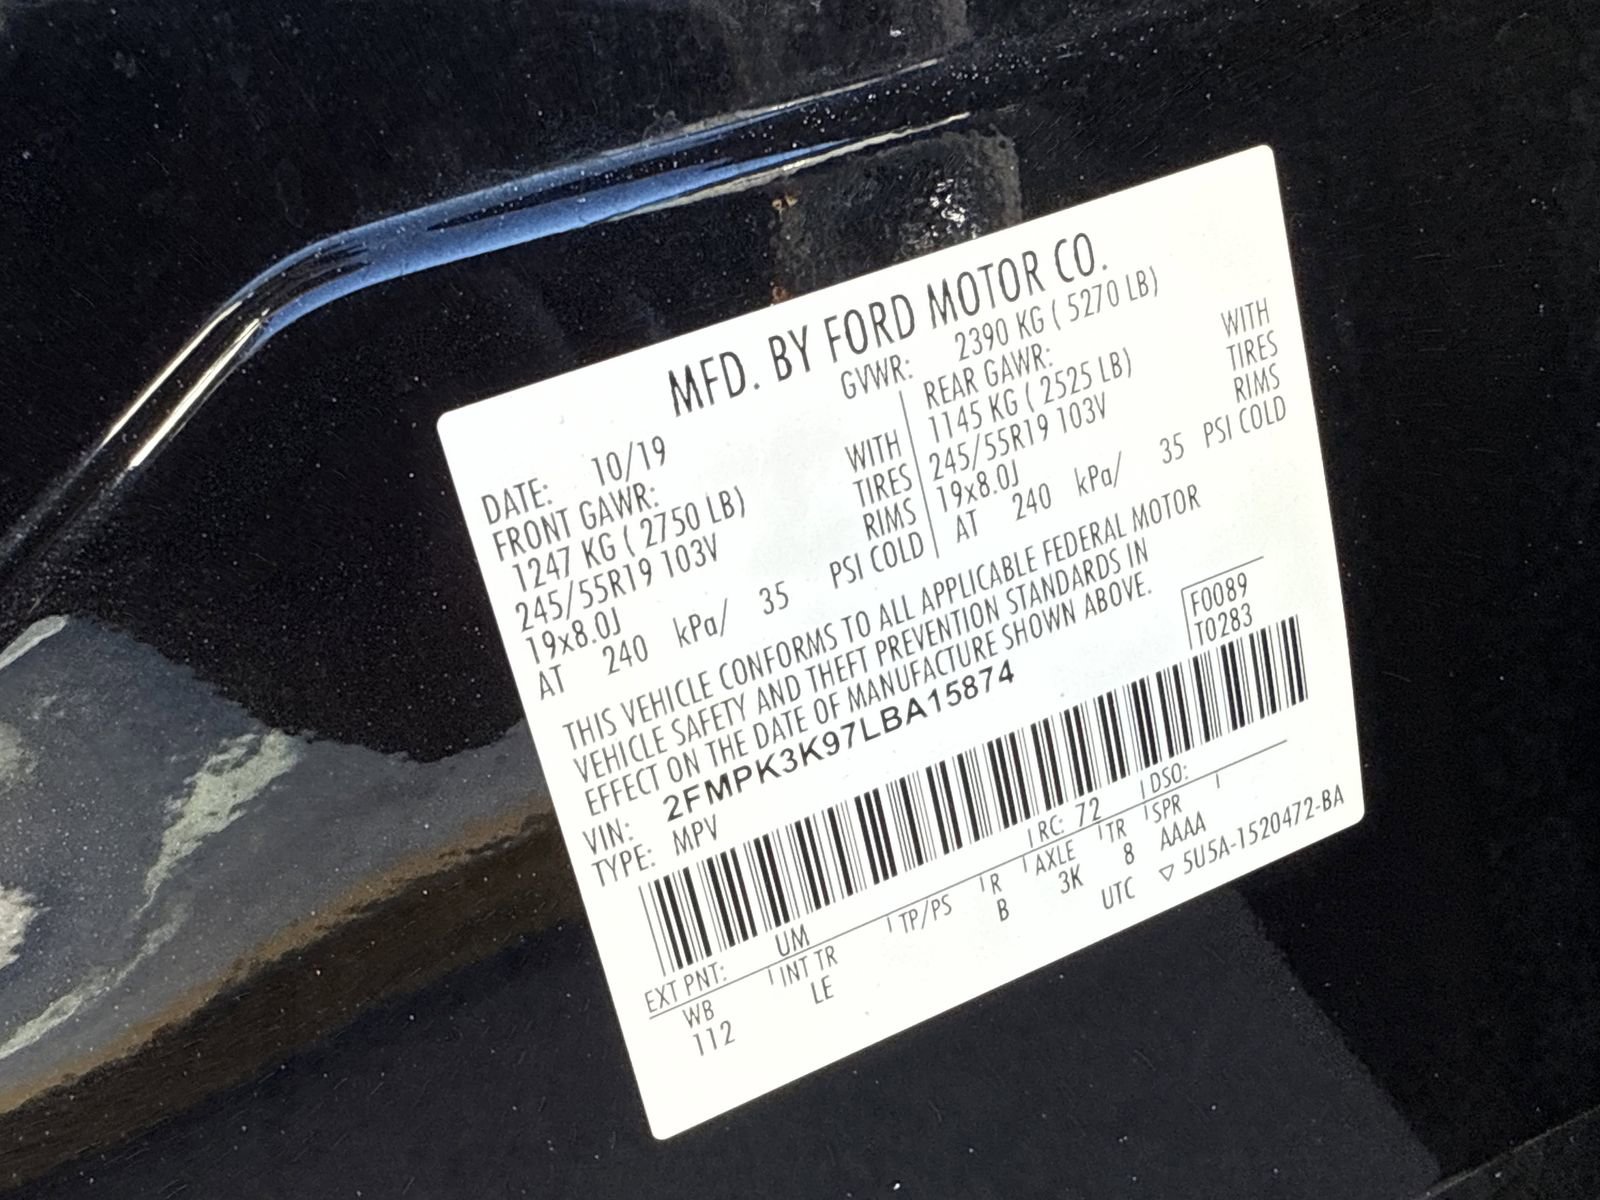 MFD. BY FORD MOTOR CO.
DATE: 10/19 GVWR: 2390 KG ( 5270 LB)
FRONT GAWR: REAR GAWR:
1247 KG ( 2750 LB) WITH 1145 KG ( 2525 LB) WITH
245/55R19 103V TIRES 245/55R19 103V TIRES
19x8.0J RIMS 19x8.0J RIMS
AT 240 kPa/ 35 PSI COLD AT 240 kPa/ 35 PSI COLD
THIS VEHICLE CONFORMS TO ALL APPLICABLE FEDERAL MOTOR
VEHICLE SAFETY AND THEFT PREVENTION STANDARDS IN
EFFECT ON THE DATE OF MANUFACTURE SHOWN ABOVE.
VIN: 2FMPK3K97LBA15874 F0089
TYPE: MPV T0283
EXT PNT: UM RC: 72 DSO:
WB INT TR TP/PS R AXLE TR SPR
112 LE B 3K 8 AAAA
UTC ▽ 5U5A-1520472-BA